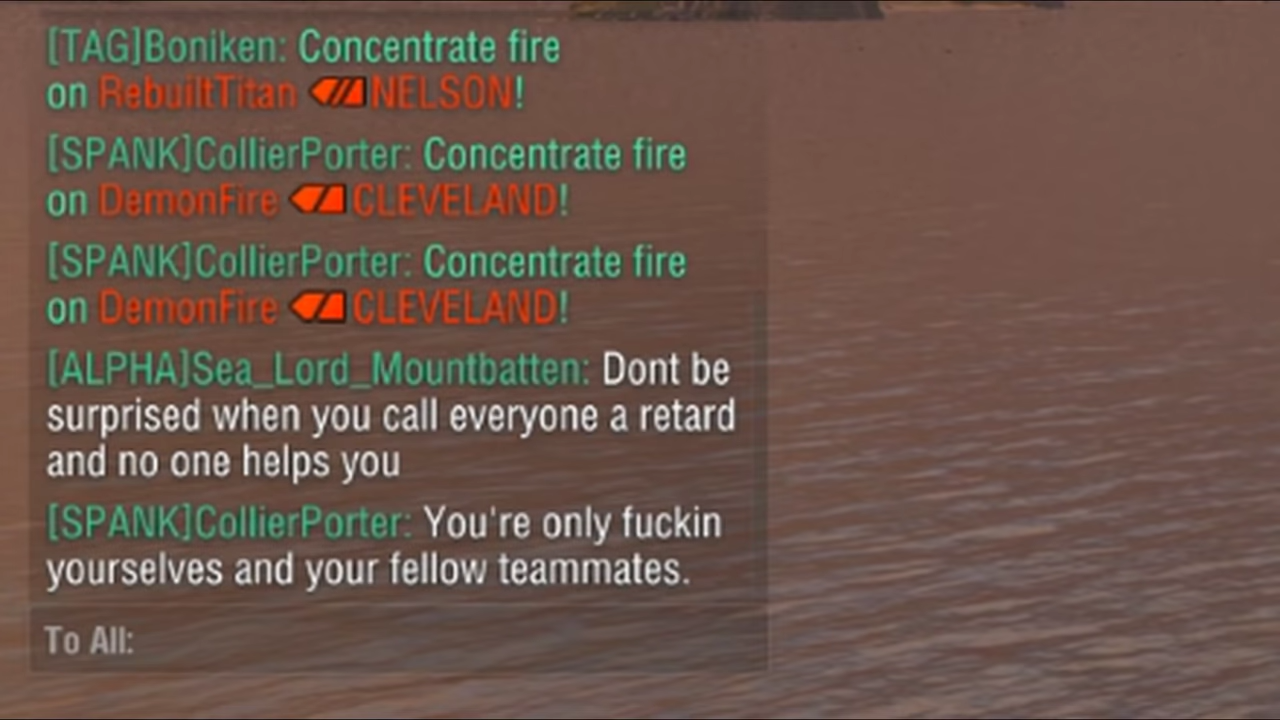 [TAG]Boniken: Concentrate fire
on RebuiltTitan NELSON!
[SPANK]CollierPorter: Concentrate fire
on DemonFire CLEVELAND!
[SPANK]CollierPorter: Concentrate fire
on DemonFire CLEVELAND!
[ALPHA]Sea_Lord_Mountbatten: Dont be
surprised when you call everyone a retard
and no one helps you
[SPANK]CollierPorter: You're only fuckin
yourselves and your fellow teammates.
To All: